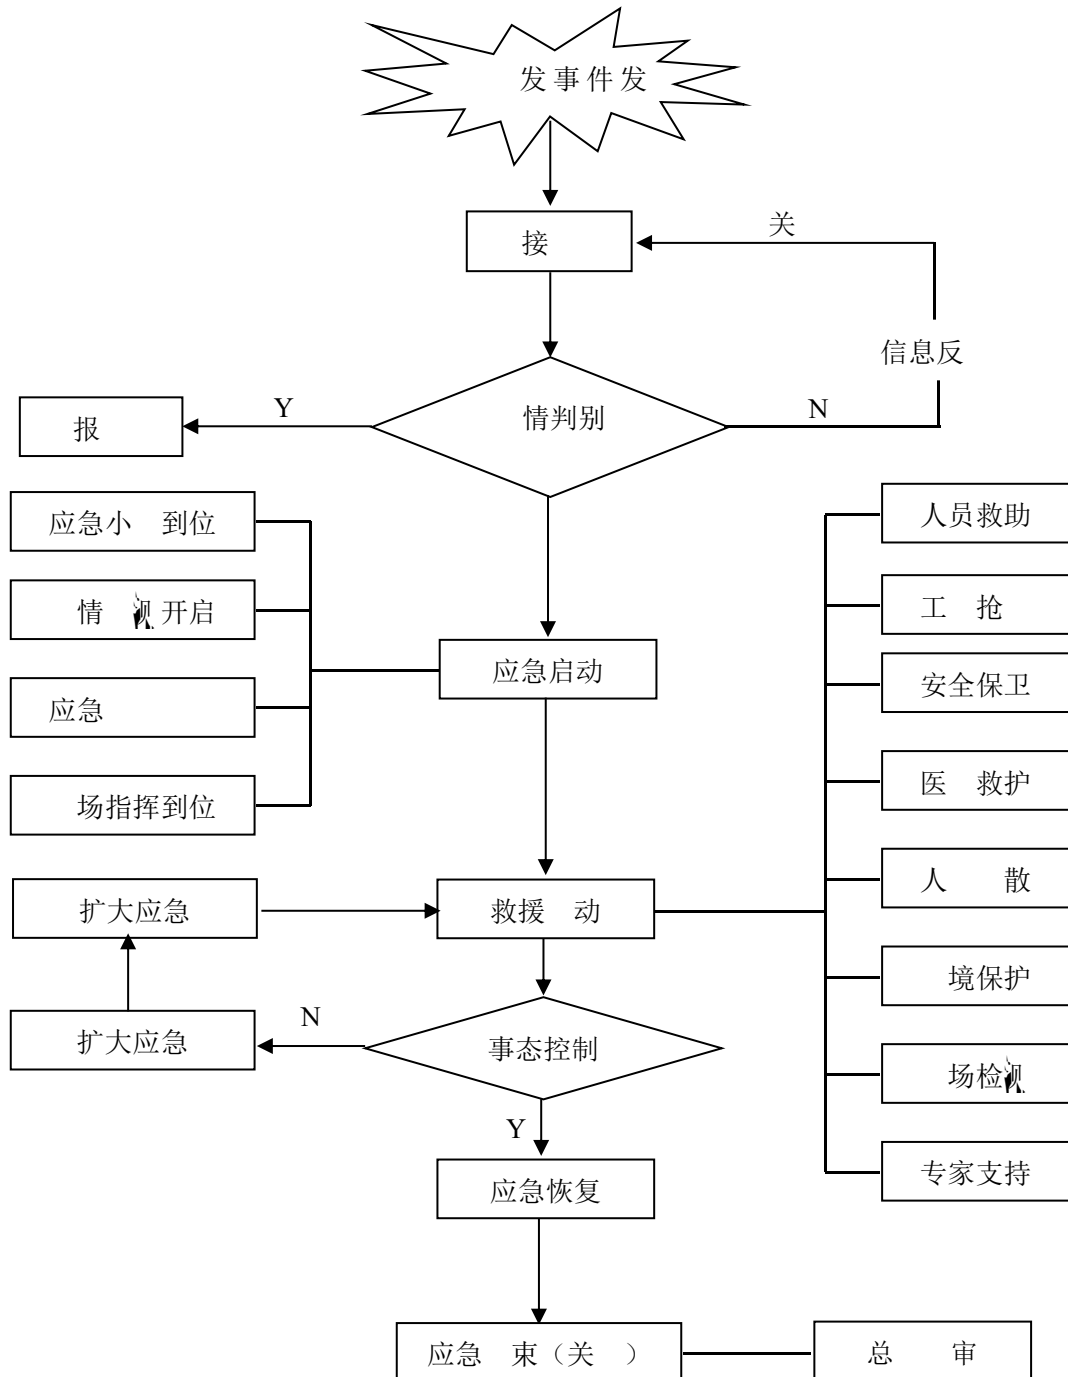 发事件发
接
关
信息反
Y
N
报
情判别
应急小 到位
情 开启
应急
场指挥到位
应急启动
人员救助
工 抢
安全保卫
医 救护
人 散
境保护
场检
专家支持
扩大应急
救援 动
扩大应急
N
事态控制
Y
应急恢复
应急 束（关 ）
总 审